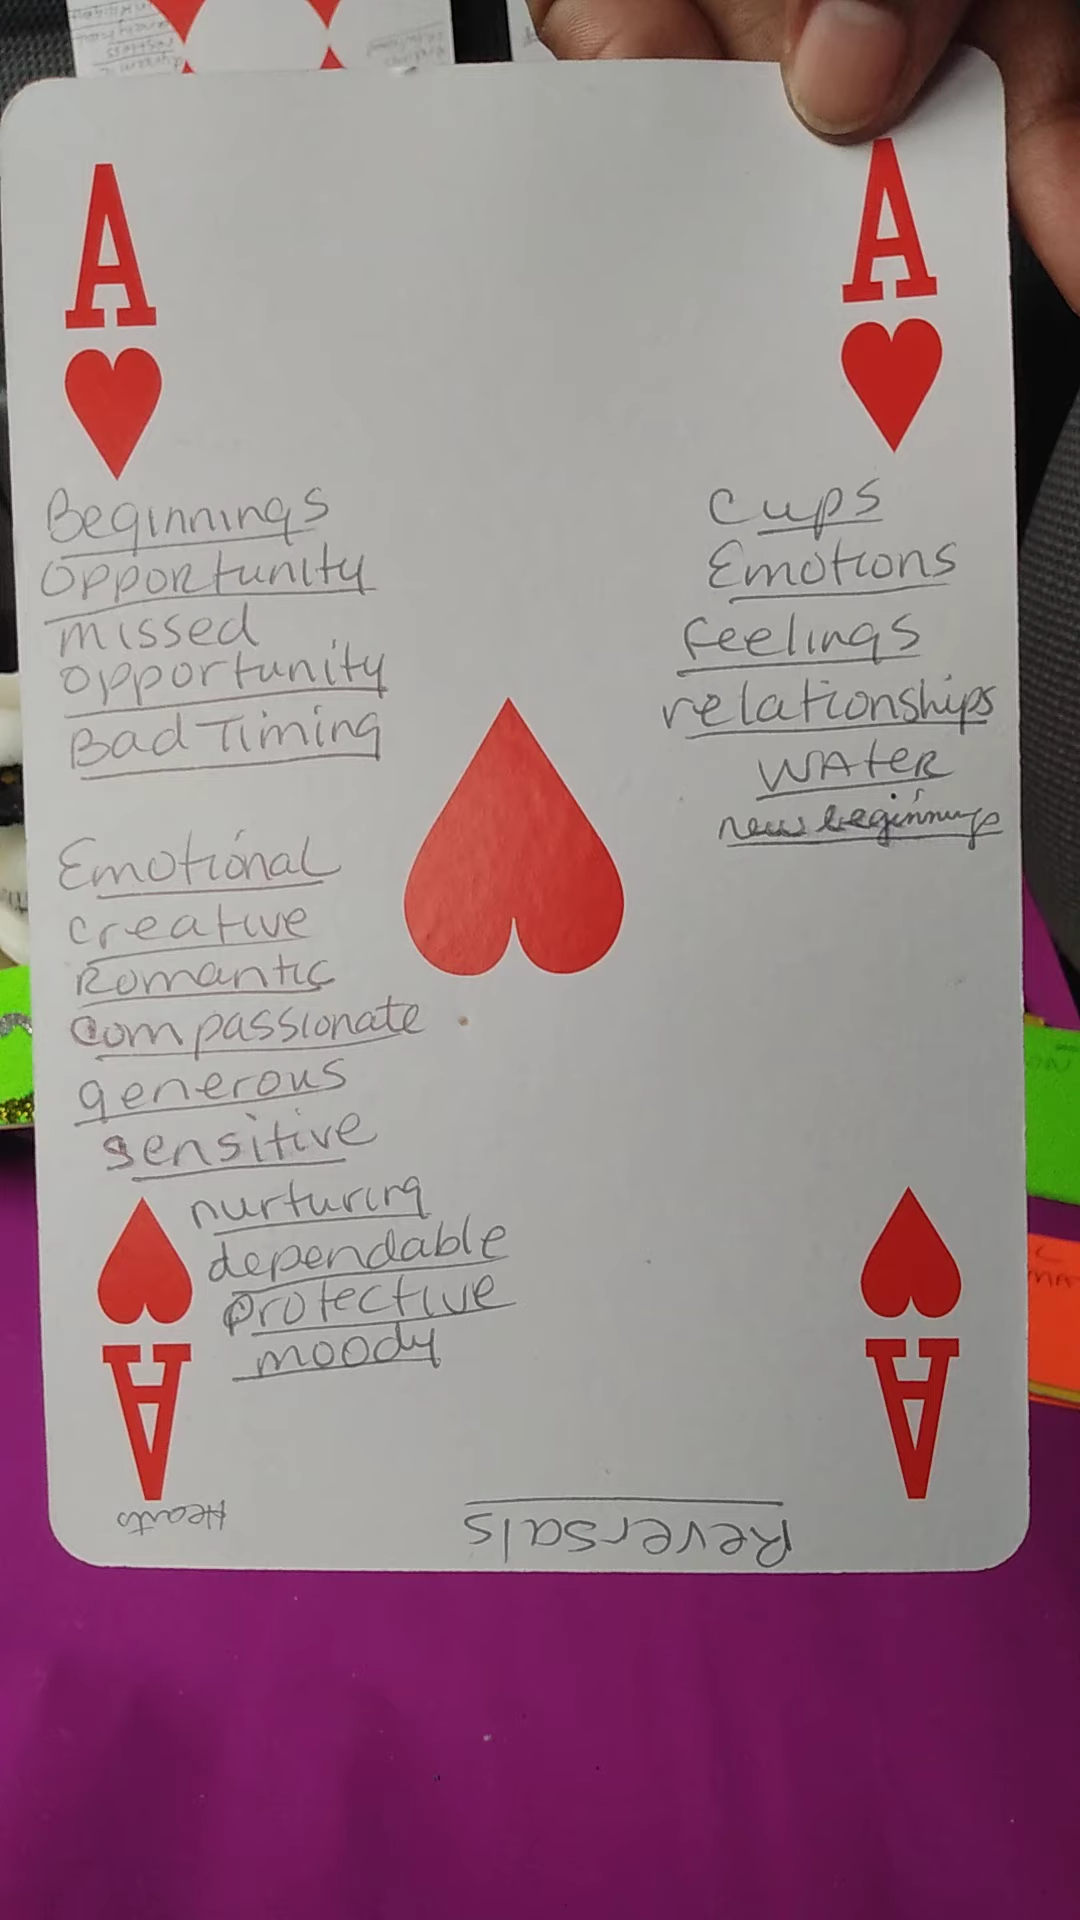 A
A
Beginnings
Opportunity
missed
opportunity
Bad Timing
Cups
Emotions
Feelings
relationships
WAteR
new beginnings
Emotional
creative
Romantic
compassionate
generous
sensitive
nurturing
dependable
protective
moody
A
A
Hearts
Reversals